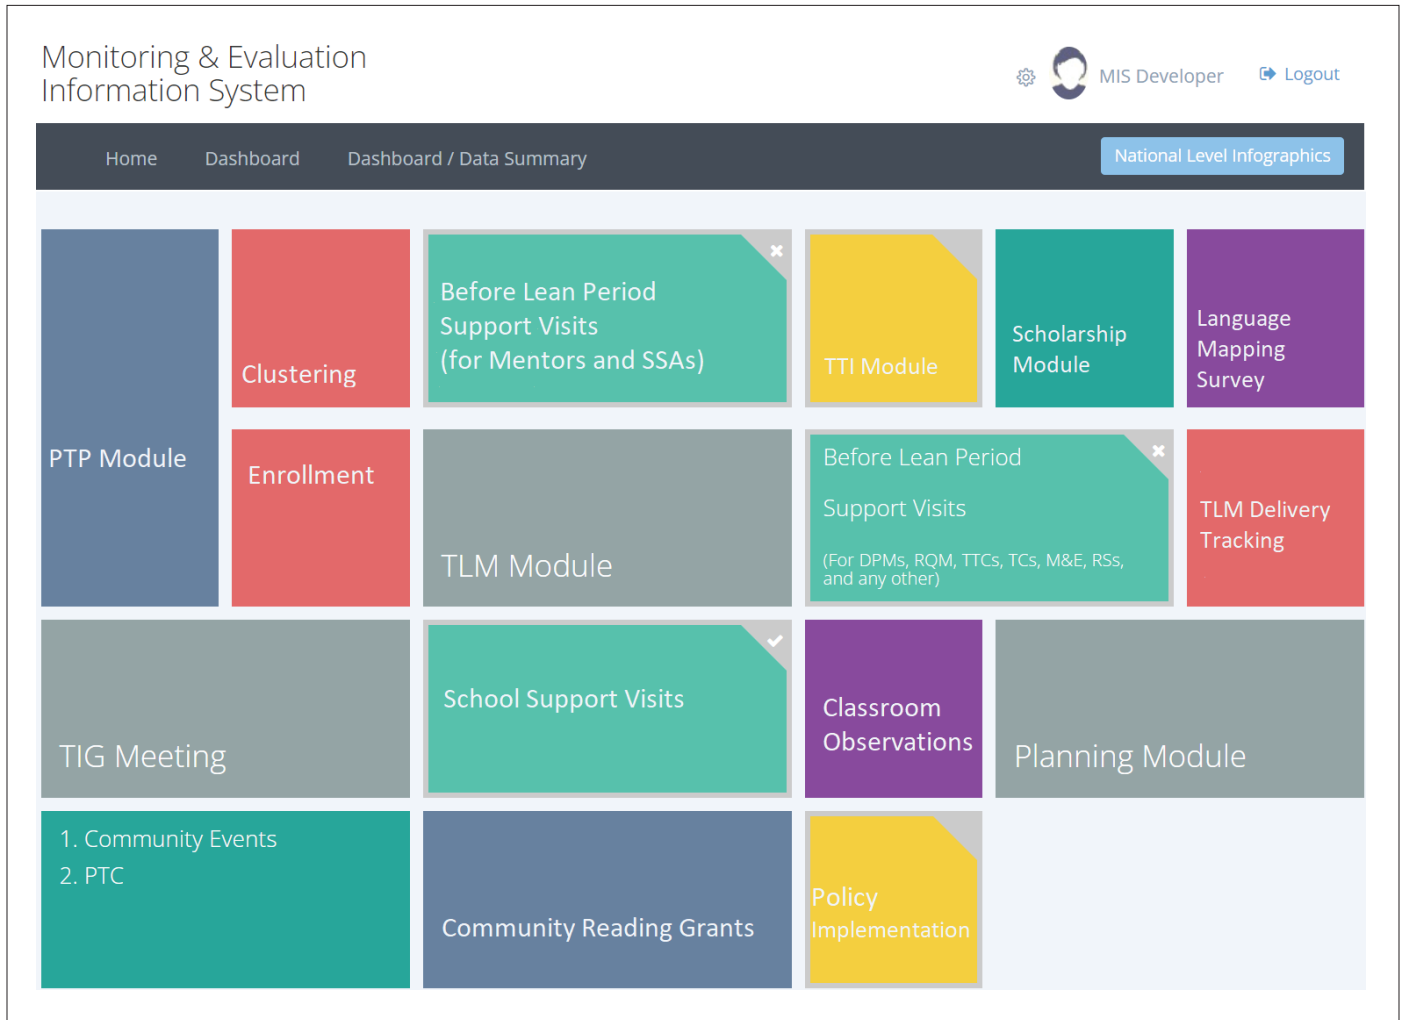 Monitoring & Evaluation
Information System
MIS Developer
Logout
Home
Dashboard
Dashboard / Data Summary
National Level Infographics
PTP Module
Clustering
Before Lean Period
Support Visits
(for Mentors and SSAs)
TTI Module
Scholarship
Module
Language
Mapping
Survey
Enrollment
TLM Module
Before Lean Period
Support Visits
(For DPMs, RQM, TTCs, TCs, M&E, RSs,
and any other)
TLM Delivery
Tracking
TIG Meeting
School Support Visits
Classroom
Observations
Planning Module
1. Community Events
2. PTC
Community Reading Grants
Policy
Implementation